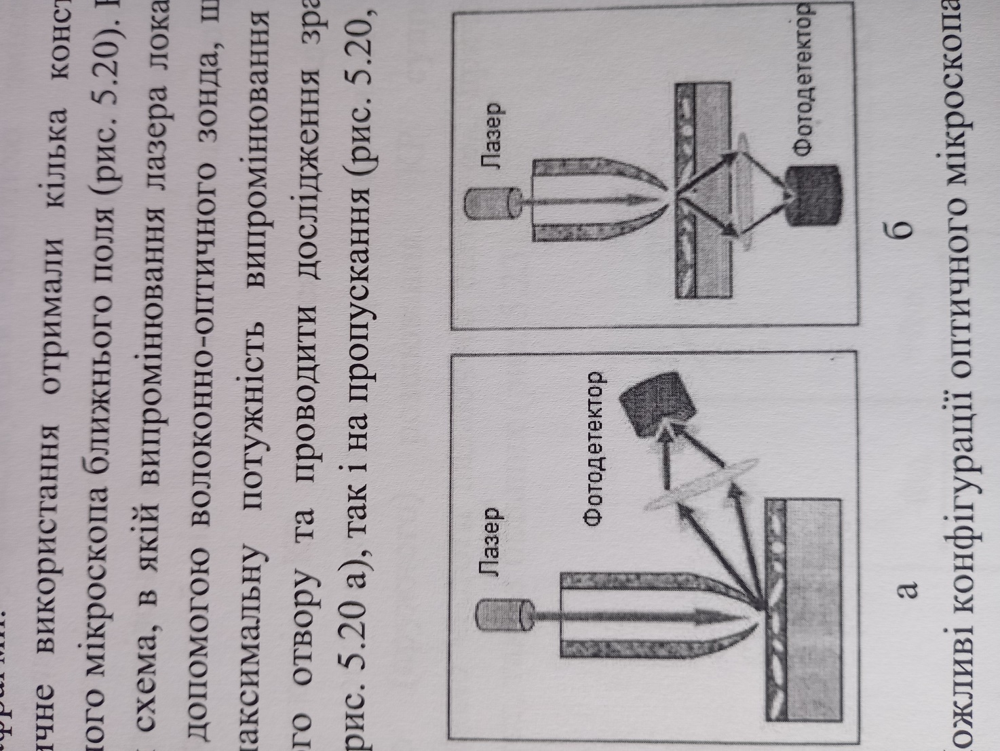 ичне використання отримали кілька конст
ного мікроскопа ближнього поля (рис. 5.20).
схема, в якій випромінювання лазера лока
допомогою волоконно-оптичного зонда, ш
максимальну потужність випромінювання
го отвору та проводити дослідження зра
рис. 5.20 а), так і на пропускання (рис. 5.20,
Лазер
Фотодетектор
а
Лазер
Фотодетектор
б
ожливі конфігурації оптичного мікроскопа